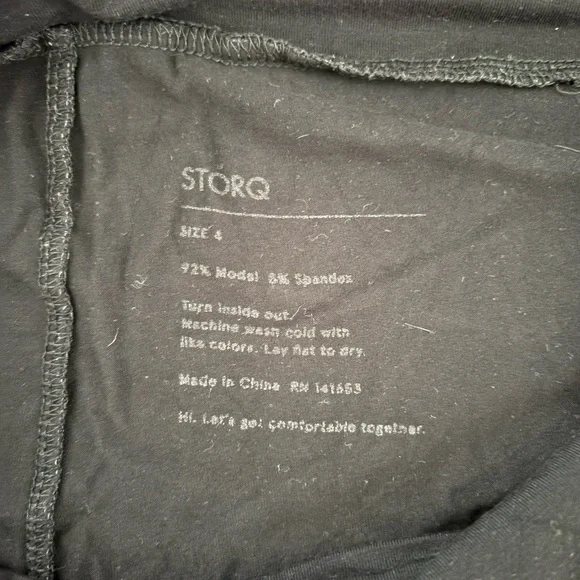 STORQ
SIZE 4
92% Modal 8% Spandex
Turn inside out.
Machine wash cold with
like colors. Lay flat to dry.
Made in China RN 141653
Hi. Let's get comfortable together.